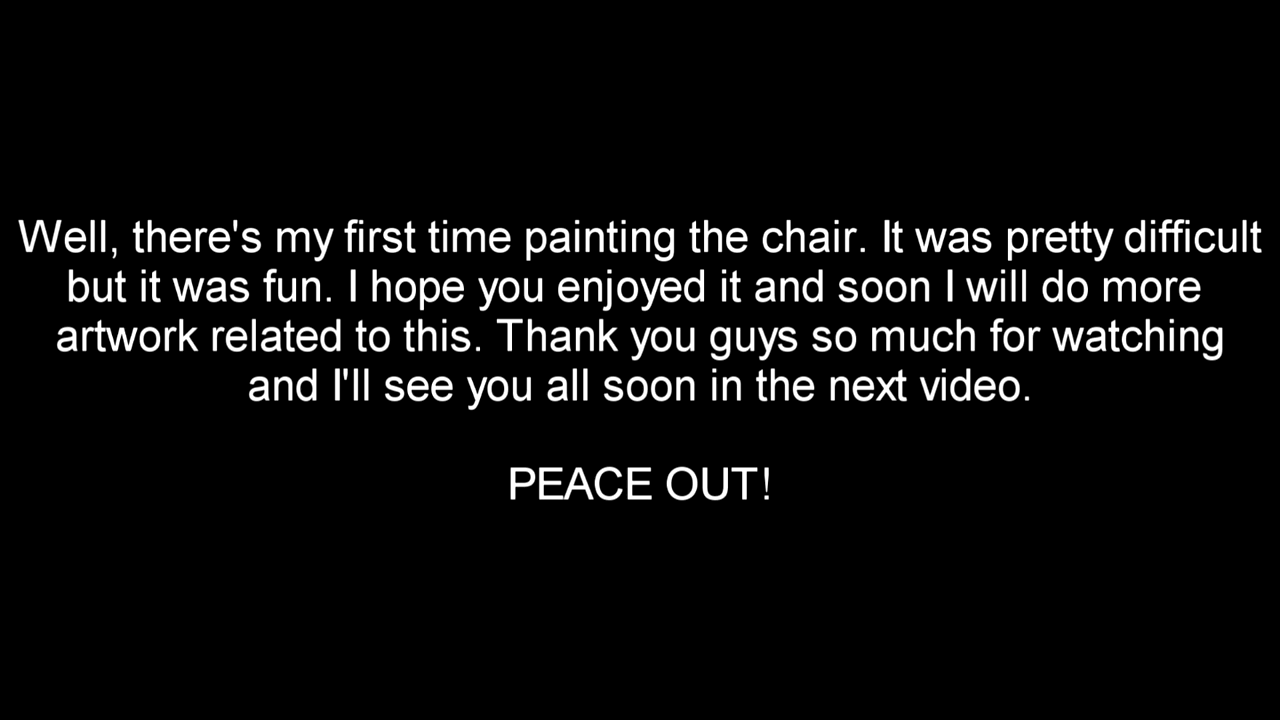 Well, there's my first time painting the chair. It was pretty difficult
but it was fun. I hope you enjoyed it and soon I will do more
artwork related to this. Thank you guys so much for watching
and I'll see you all soon in the next video.
PEACE OUT!